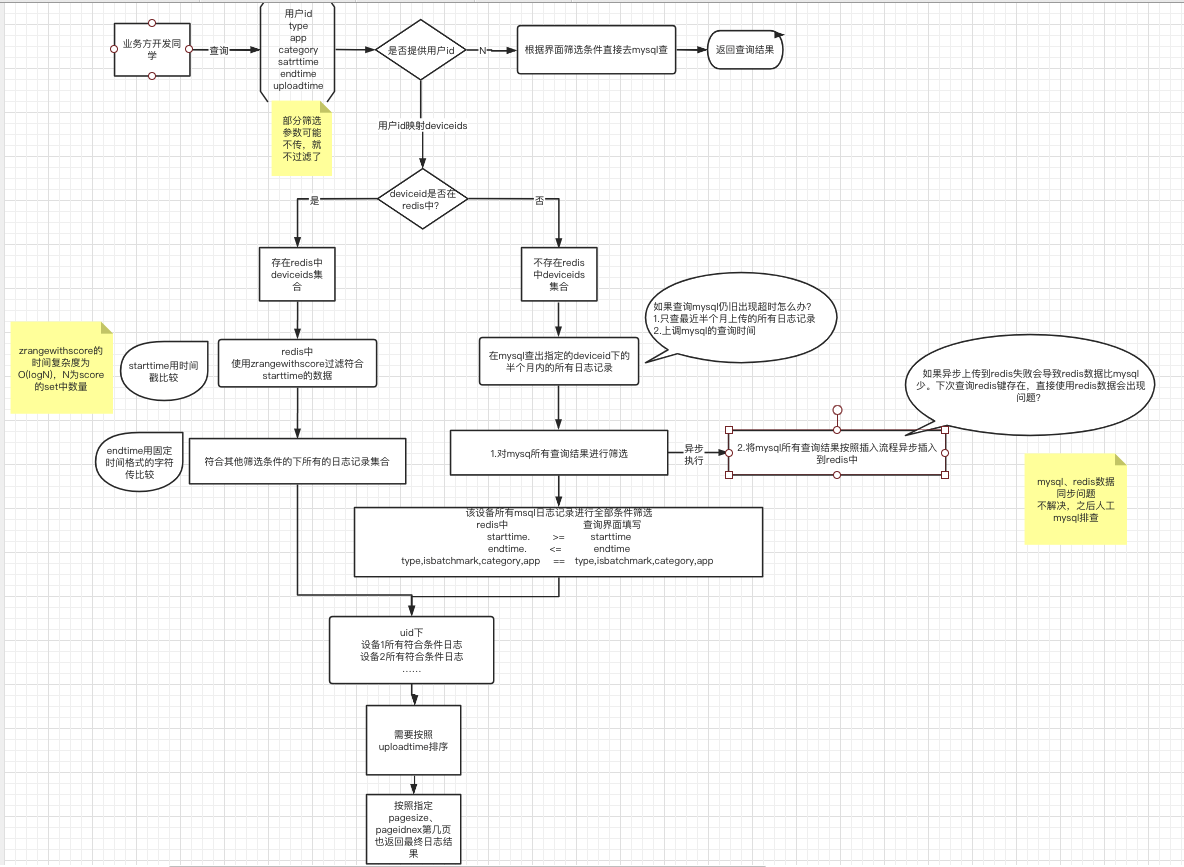 业务方开发同
学
查询
用户id
type
app
category
satrttime
endtime
uploadtime
是否提供用户id
N
根据界面筛选条件直接去mysql查
返回查询结果
部分筛选
参数可能
不传，就
不过滤了
用户id映射deviceids
deviceid是否在
redis中?
是
否
存在redis中
deviceids集
合
不存在redis
中deviceids
集合
如果查询mysql仍旧出现超时怎么办?
1.只查最近半个月上传的所有日志记录
2.上调mysql的查询时间
zrangewithscore的
时间复杂度为
O(logN)，N为score
的set中数量
starttime用时间
戳比较
redis中
使用zrangewithscore过滤符合
starttime的数据
在mysql查出指定的deviceid下的
半个月内的所有日志记录
如果异步上传到redis失败会导致redis数据比mysql
少。下次查询redis键存在，直接使用redis数据会出现
问题?
endtime用固定
时间格式的字符
传比较
符合其他筛选条件的下所有的日志记录集合
1.对mysq所有查询结果进行筛选
异步
执行
2.将mysql所有查询结果按照插入流程异步插入
到redis中
mysql、redis数据
同步问题
不解决，之后人工
mysql排查
该设备所有msql日志记录进行全部条件筛选
redis中 查询界面填写
starttime. >= starttime
endtime. <= endtime
type,isbatchmark,category,app == type,isbatchmark,category,app
uid下
设备1所有符合条件日志
设备2所有符合条件日志
……
需要按照
uploadtime排序
按照指定
pagesize、
pageidnex第几页
也返回最终日志结
果